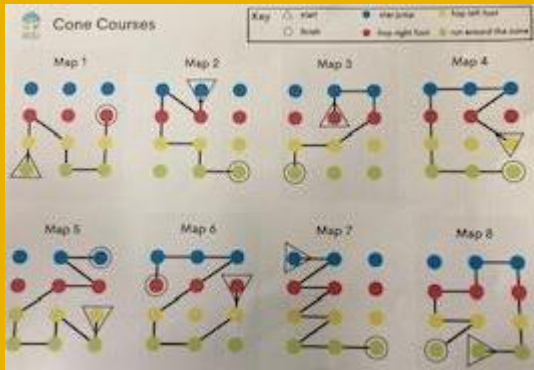 Cone Courses
Key
start
star jump
hop left foot
finish
hop right foot
run around the cone
Map 1
Map 2
Map 3
Map 4
Map 5
Map 6
Map 7
Map 8